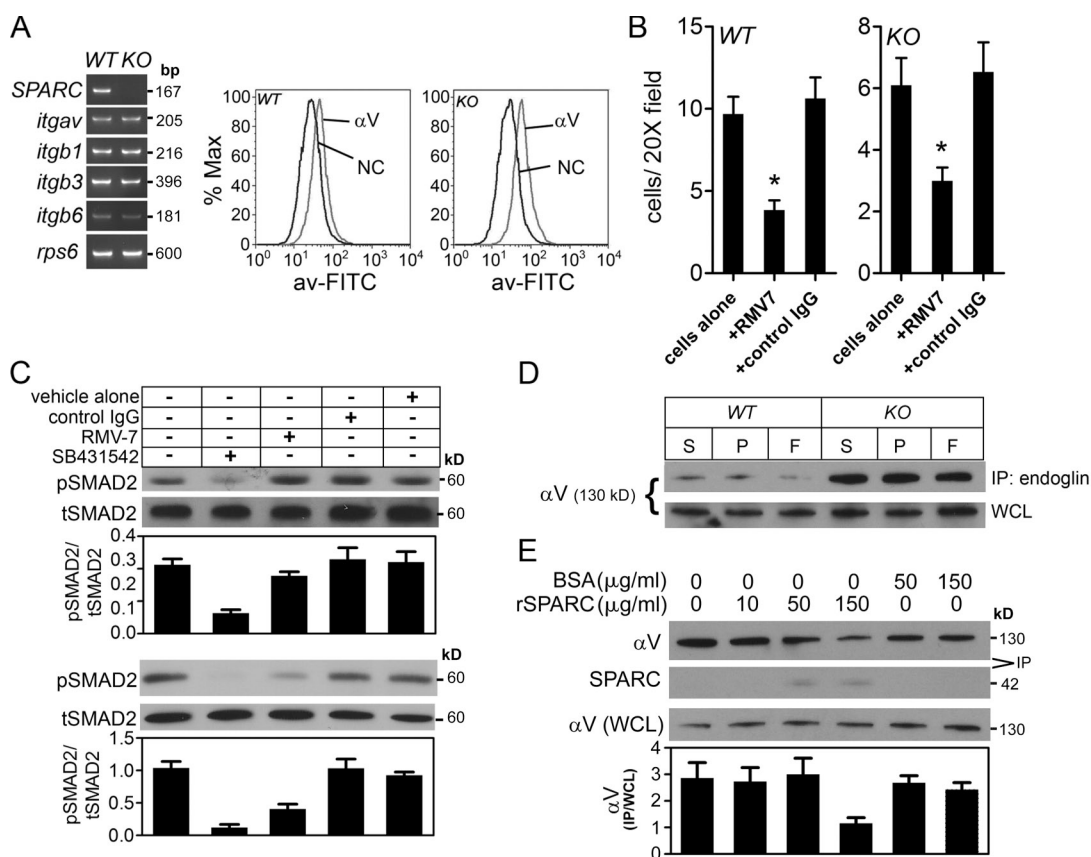 A
WT KO bp
SPARC 167
itgav 205
itgb1 216
itgb3 396
itgb6 181
rps6 600
% Max
100
80
60
40
20
0
WT
αV
NC
10⁰ 10¹ 10² 10³ 10⁴
av-FITC
100
80
60
40
20
0
KO
αV
NC
10⁰ 10¹ 10² 10³ 10⁴
av-FITC
B
cells/ 20X field
WT
15
10
5
0
*
cells alone
+RMV7
+control IgG
KO
8
6
4
2
0
*
cells alone
+RMV7
+control IgG
C
vehicle alone - - - - +
control IgG - - - + -
RMV-7 - - + - -
SB431542 - + - - -
kD
pSMAD2 60
tSMAD2 60
pSMAD2/
tSMAD2
0.3
0.2
0.1
0.0
kD
pSMAD2 60
tSMAD2 60
pSMAD2/
tSMAD2
1.5
1.0
0.5
0.0
D
WT KO
S P F S P F
αV (130 kD) {
IP: endoglin
WCL
E
BSA(μg/ml) 0 0 0 0 50 150
rSPARC(μg/ml) 0 10 50 150 0 0
kD
αV 130
IP
SPARC 42
αV (WCL) 130
αV
(IP/WCL)
4
3
2
1
0